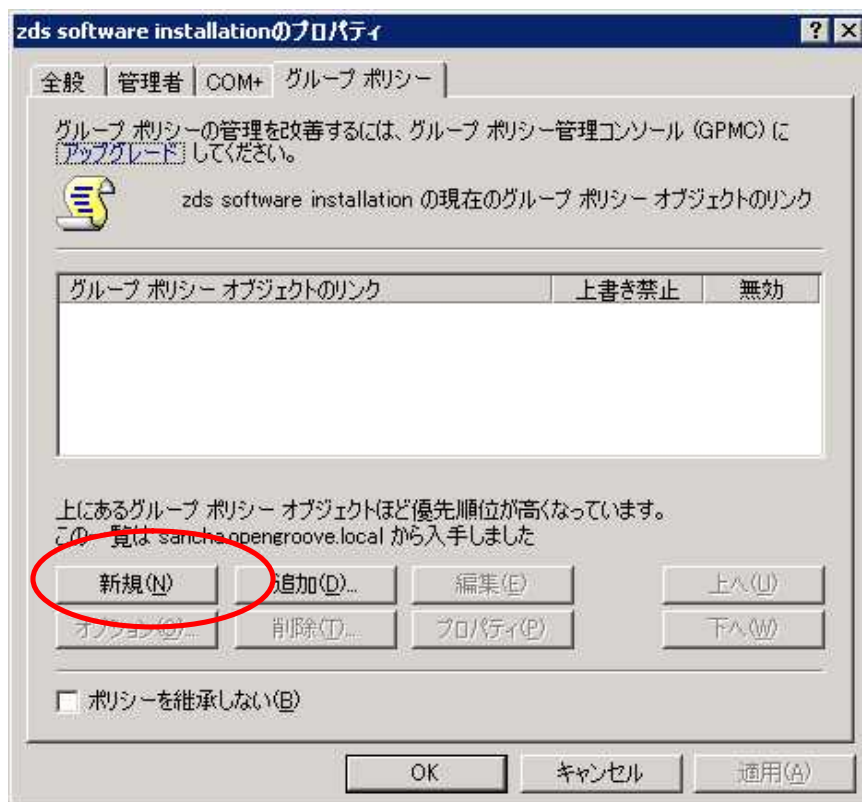 zds software installationのプロパティ
全般 管理者 COM+ グループ ポリシー
グループ ポリシーの管理を改善するには、グループ ポリシー管理コンソール (GPMC) に
アップグレード してください。
zds software installation の現在のグループ ポリシー オブジェクトのリンク
グループ ポリシー オブジェクトのリンク 上書き禁止 無効
上にあるグループ ポリシー オブジェクトほど優先順位が高くなっています。
この一覧は sancha.opengroove.local から入手しました
新規(N) 追加(D)... 編集(E) 上へ(U)
オプション(O)... 削除(T)... プロパティ(P) 下へ(W)
ポリシーを継承しない(B)
OK キャンセル 適用(A)